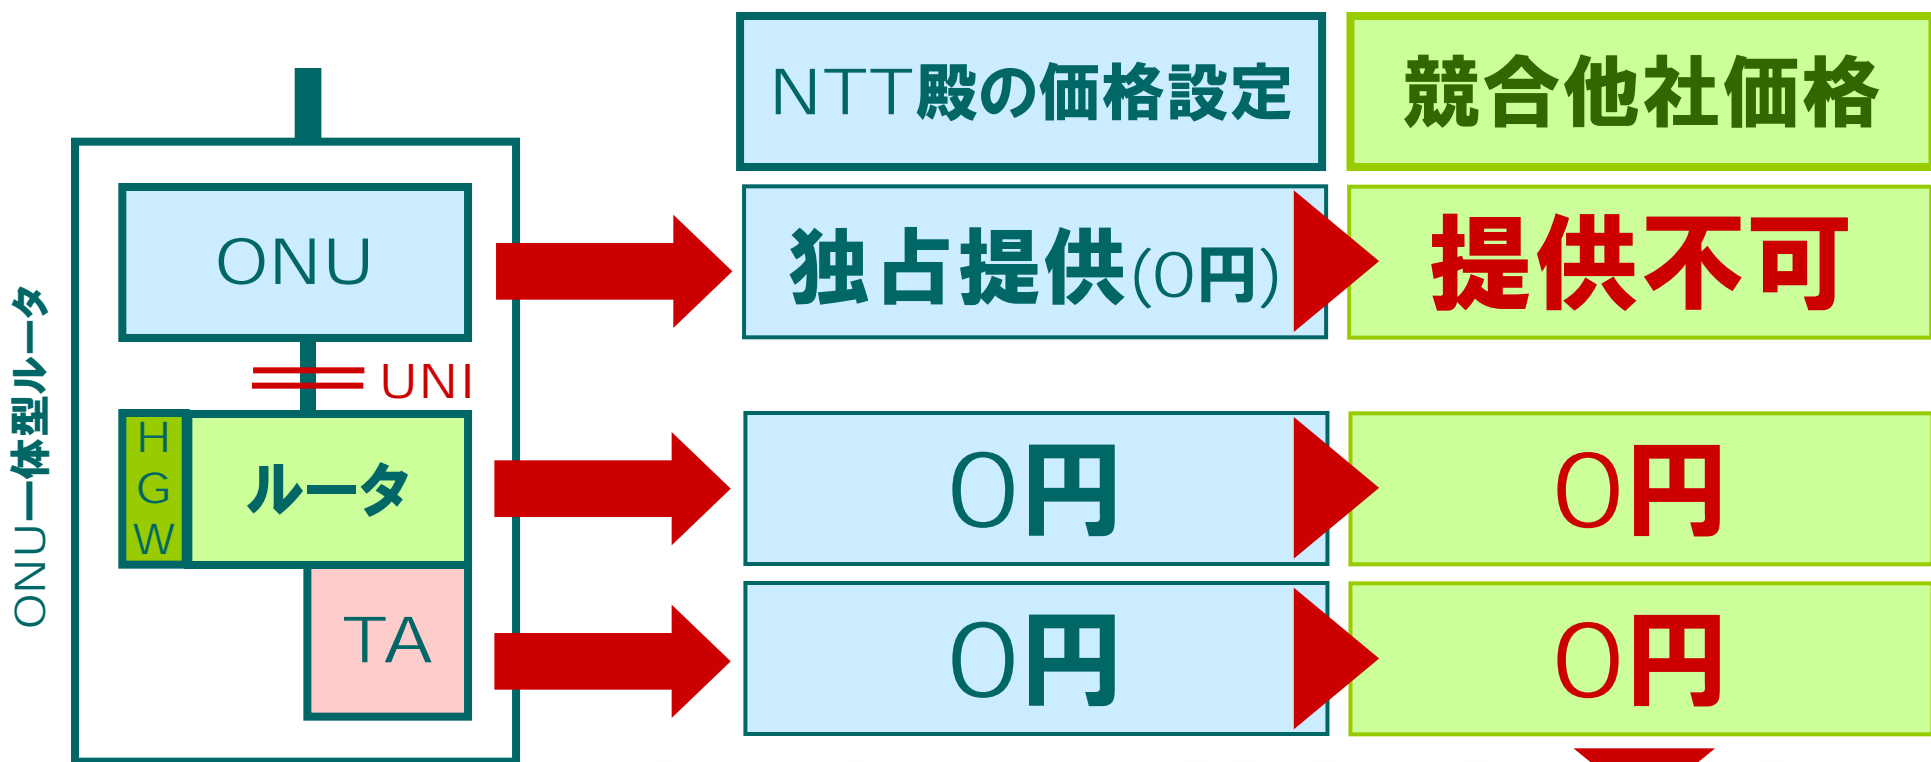 NTT殿の価格設定
競合他社価格
ONU一体型ルータ
ONU
独占提供(0円)
提供不可
UNI
HGW
ルータ
0円
0円
TA
0円
0円